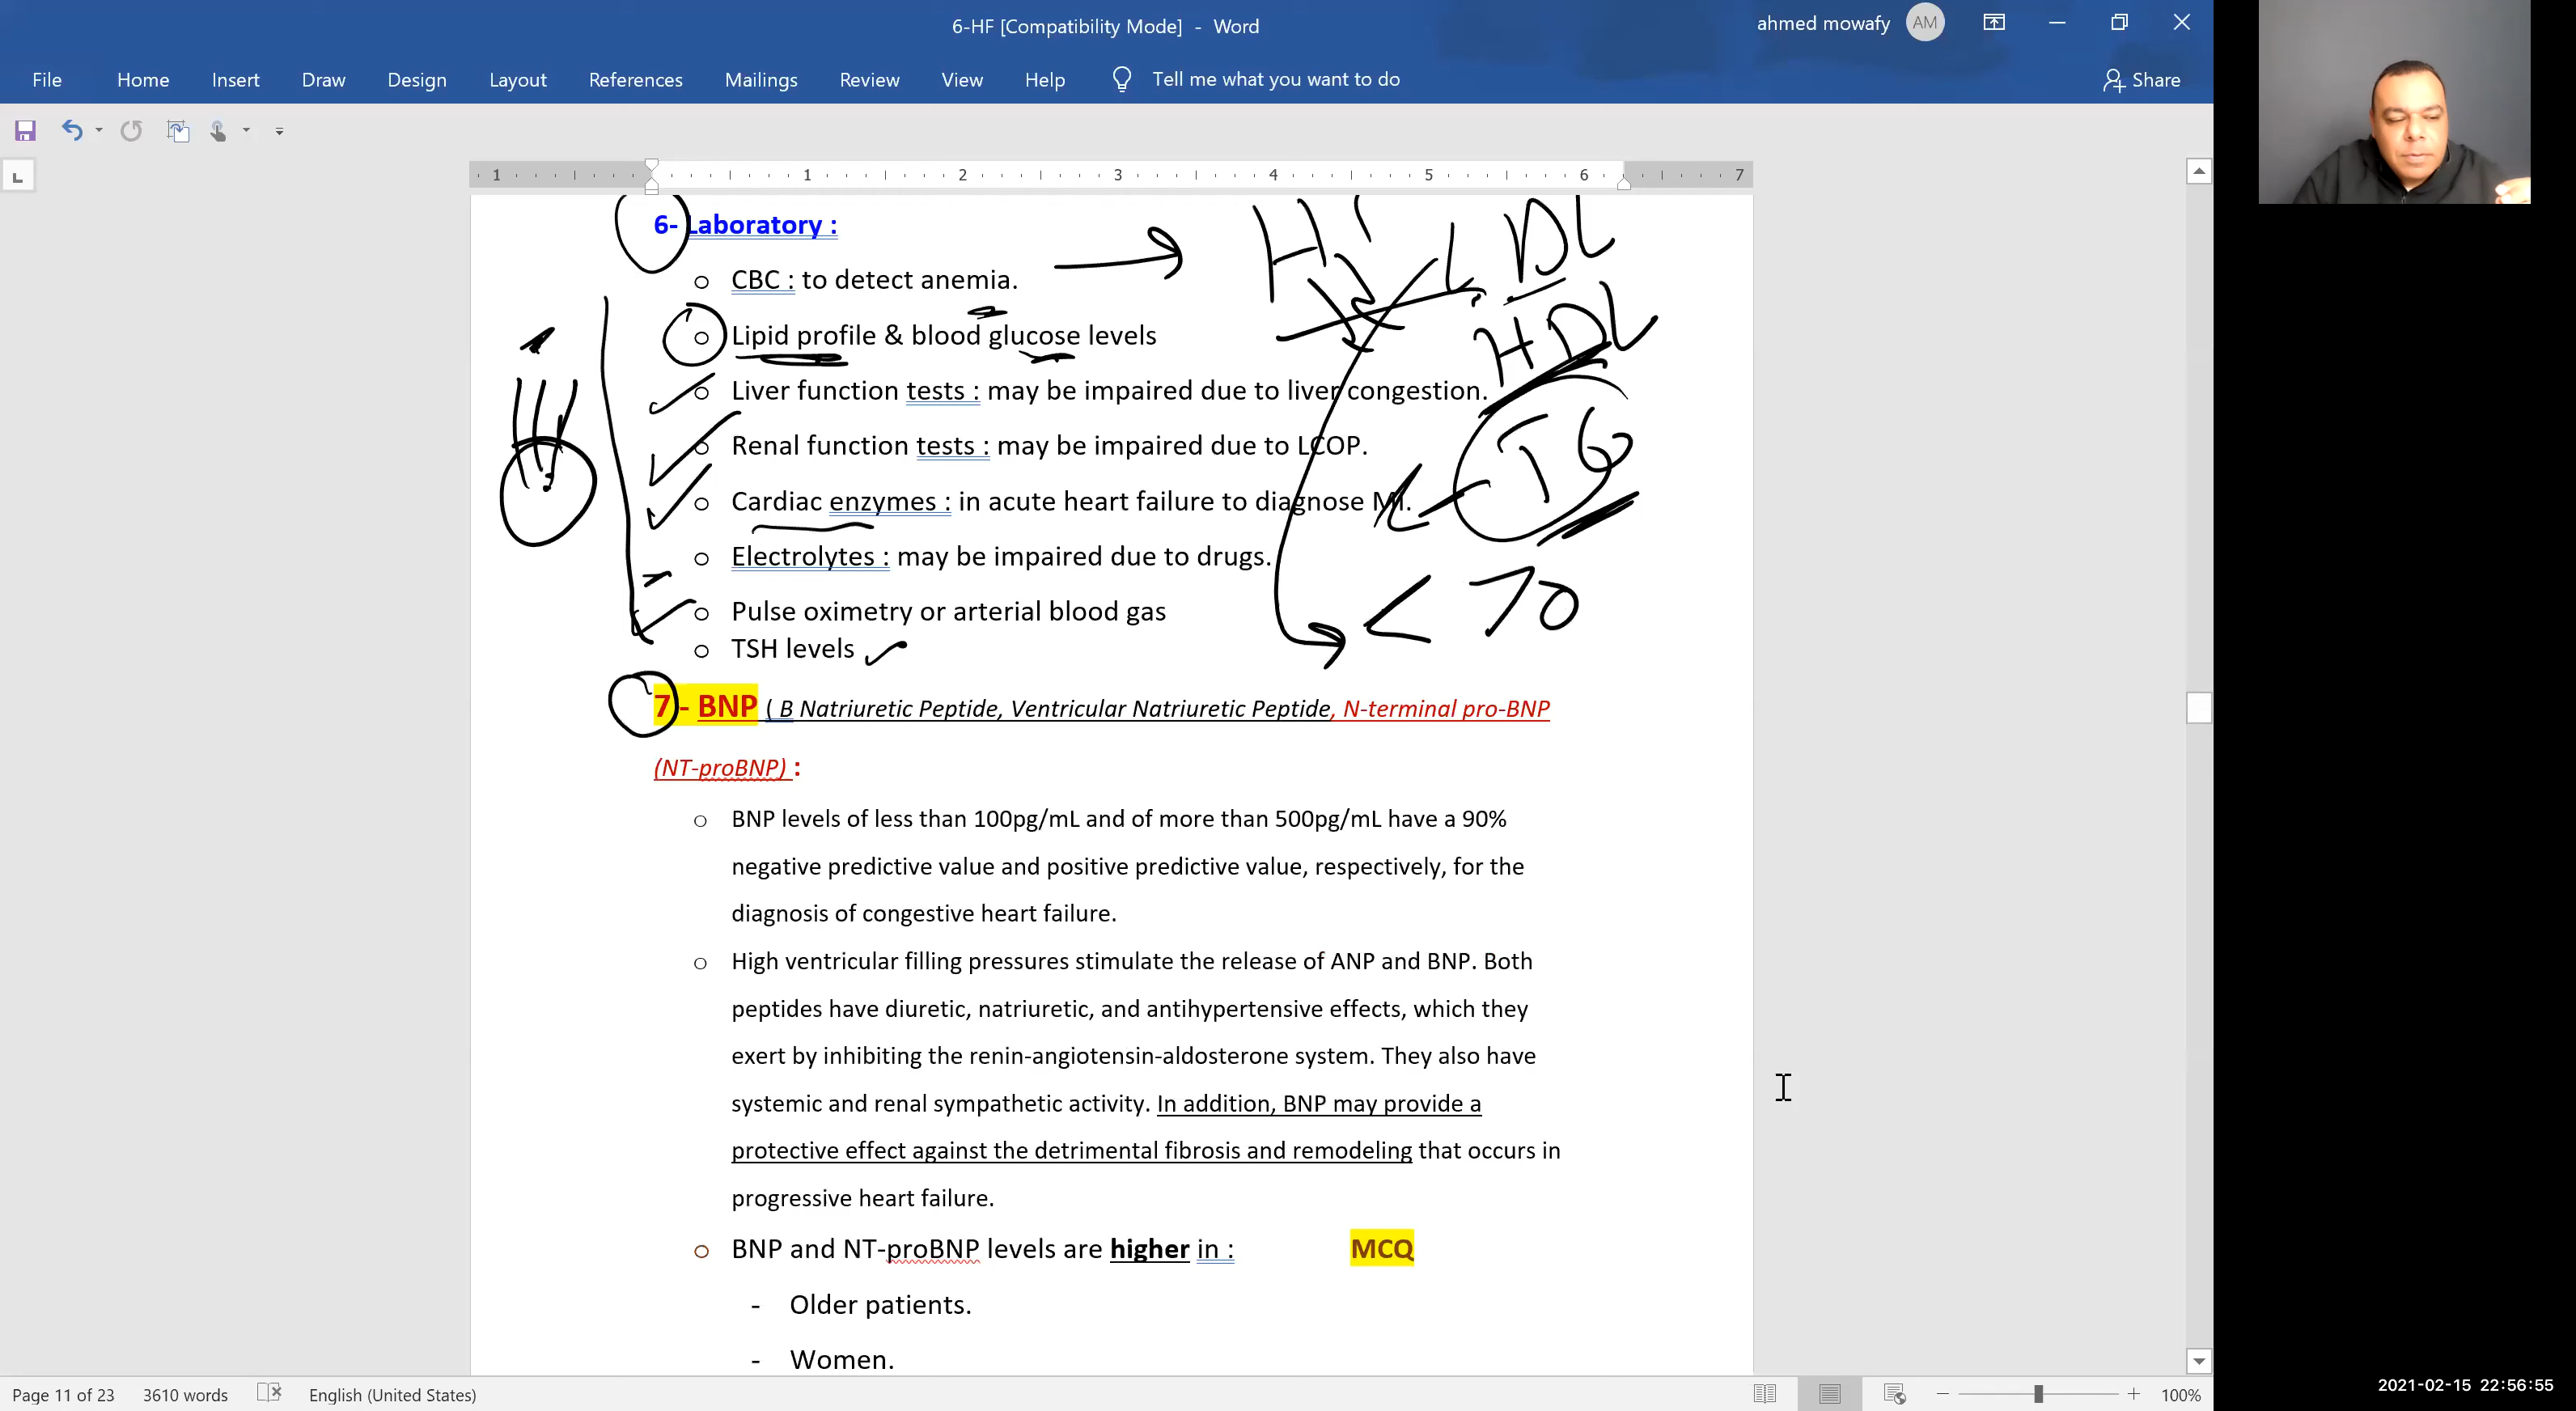 6-HF [Compatibility Mode] - Word
ahmed mowafy AM
File Home Insert Draw Design Layout References Mailings Review View Help Tell me what you want to do Share
1 1 2 3 4 5 6 7
6- Laboratory :
o CBC : to detect anemia.
LDL
o Lipid profile & blood glucose levels
HDL
o Liver function tests : may be impaired due to liver congestion.
o Renal function tests : may be impaired due to LCOP.
TG
o Cardiac enzymes : in acute heart failure to diagnose MI.
o Electrolytes : may be impaired due to drugs.
< 70
o Pulse oximetry or arterial blood gas
o TSH levels
7- BNP ( B Natriuretic Peptide, Ventricular Natriuretic Peptide, N-terminal pro-BNP
(NT-proBNP) :
o BNP levels of less than 100pg/mL and of more than 500pg/mL have a 90%
negative predictive value and positive predictive value, respectively, for the
diagnosis of congestive heart failure.
o High ventricular filling pressures stimulate the release of ANP and BNP. Both
peptides have diuretic, natriuretic, and antihypertensive effects, which they
exert by inhibiting the renin-angiotensin-aldosterone system. They also have
systemic and renal sympathetic activity. In addition, BNP may provide a
protective effect against the detrimental fibrosis and remodeling that occurs in
progressive heart failure.
o BNP and NT-proBNP levels are higher in : MCQ
- Older patients.
- Women.
Page 11 of 23 3610 words English (United States) 100%
2021-02-15 22:56:55